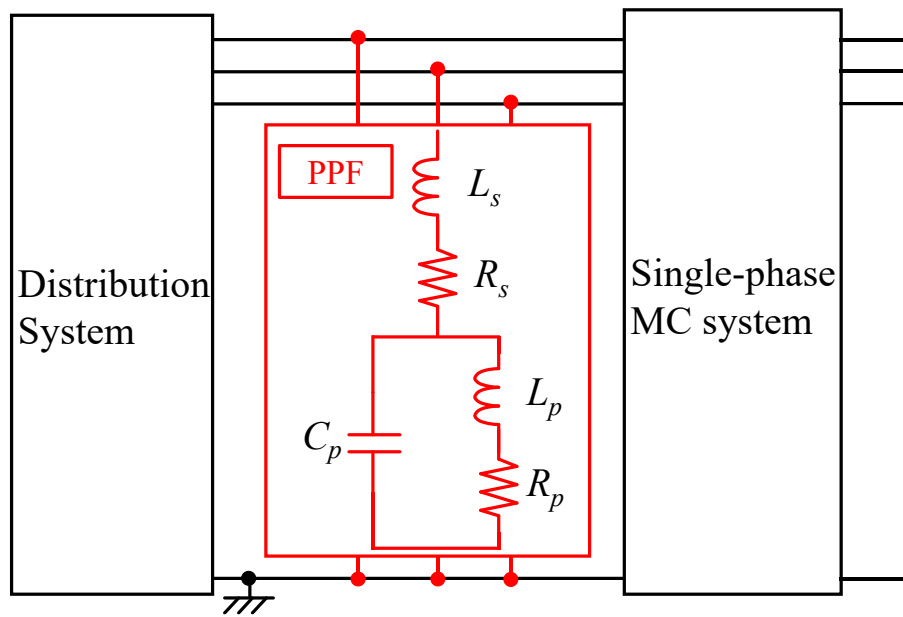 PPF
L_s
R_s
Distribution
System
Single-phase
MC system
L_p
C_p
R_p